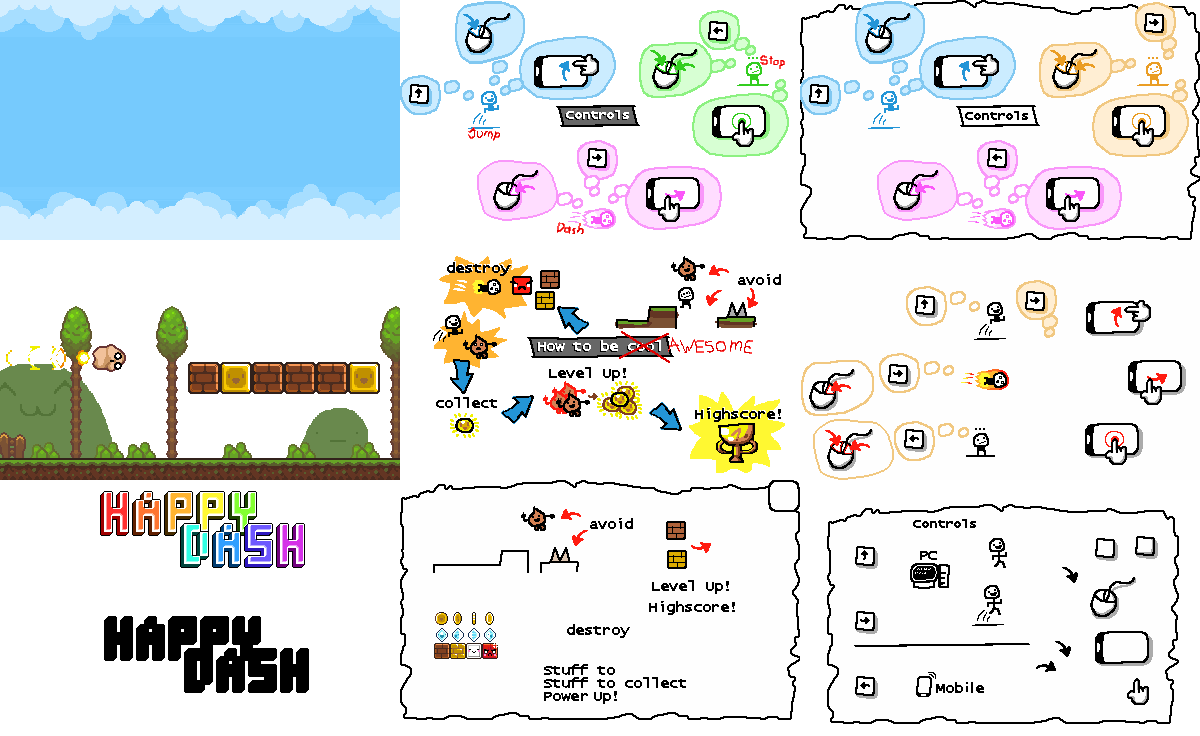 Stop
Controls
Jump
Dash
Controls
destroy
avoid
How to be cool AWESOME
Level Up!
collect
Highscore!
HAPPY
DASH
HAPPY
DASH
avoid
Level Up!
Highscore!
destroy
Stuff to
Stuff to collect
Power Up!
Controls
PC
Mobile